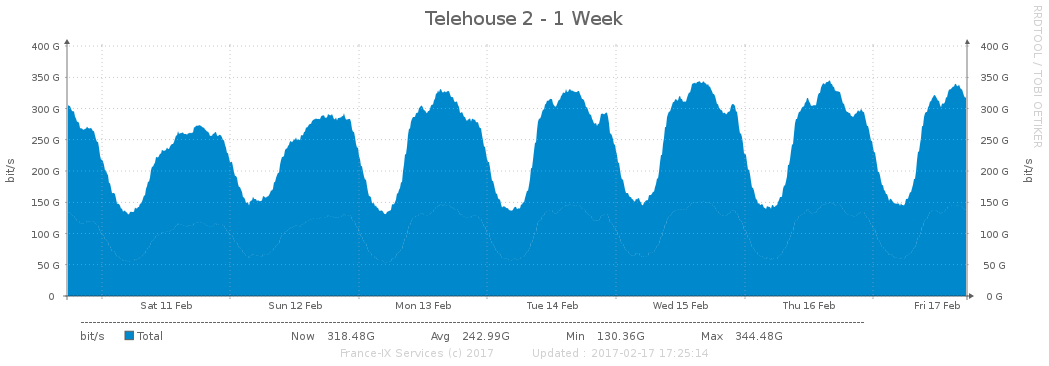 Telehouse 2 - 1 Week
RRDTOOL / TOBI OETIKER
bit/s
bit/s
400 G 400 G
350 G 350 G
300 G 300 G
250 G 250 G
200 G 200 G
150 G 150 G
100 G 100 G
50 G 50 G
0 0 G
Sat 11 Feb Sun 12 Feb Mon 13 Feb Tue 14 Feb Wed 15 Feb Thu 16 Feb Fri 17 Feb
bit/s Total Now 318.48G Avg 242.99G Min 130.36G Max 344.48G
France-IX Services (c) 2017 Updated : 2017-02-17 17:25:14